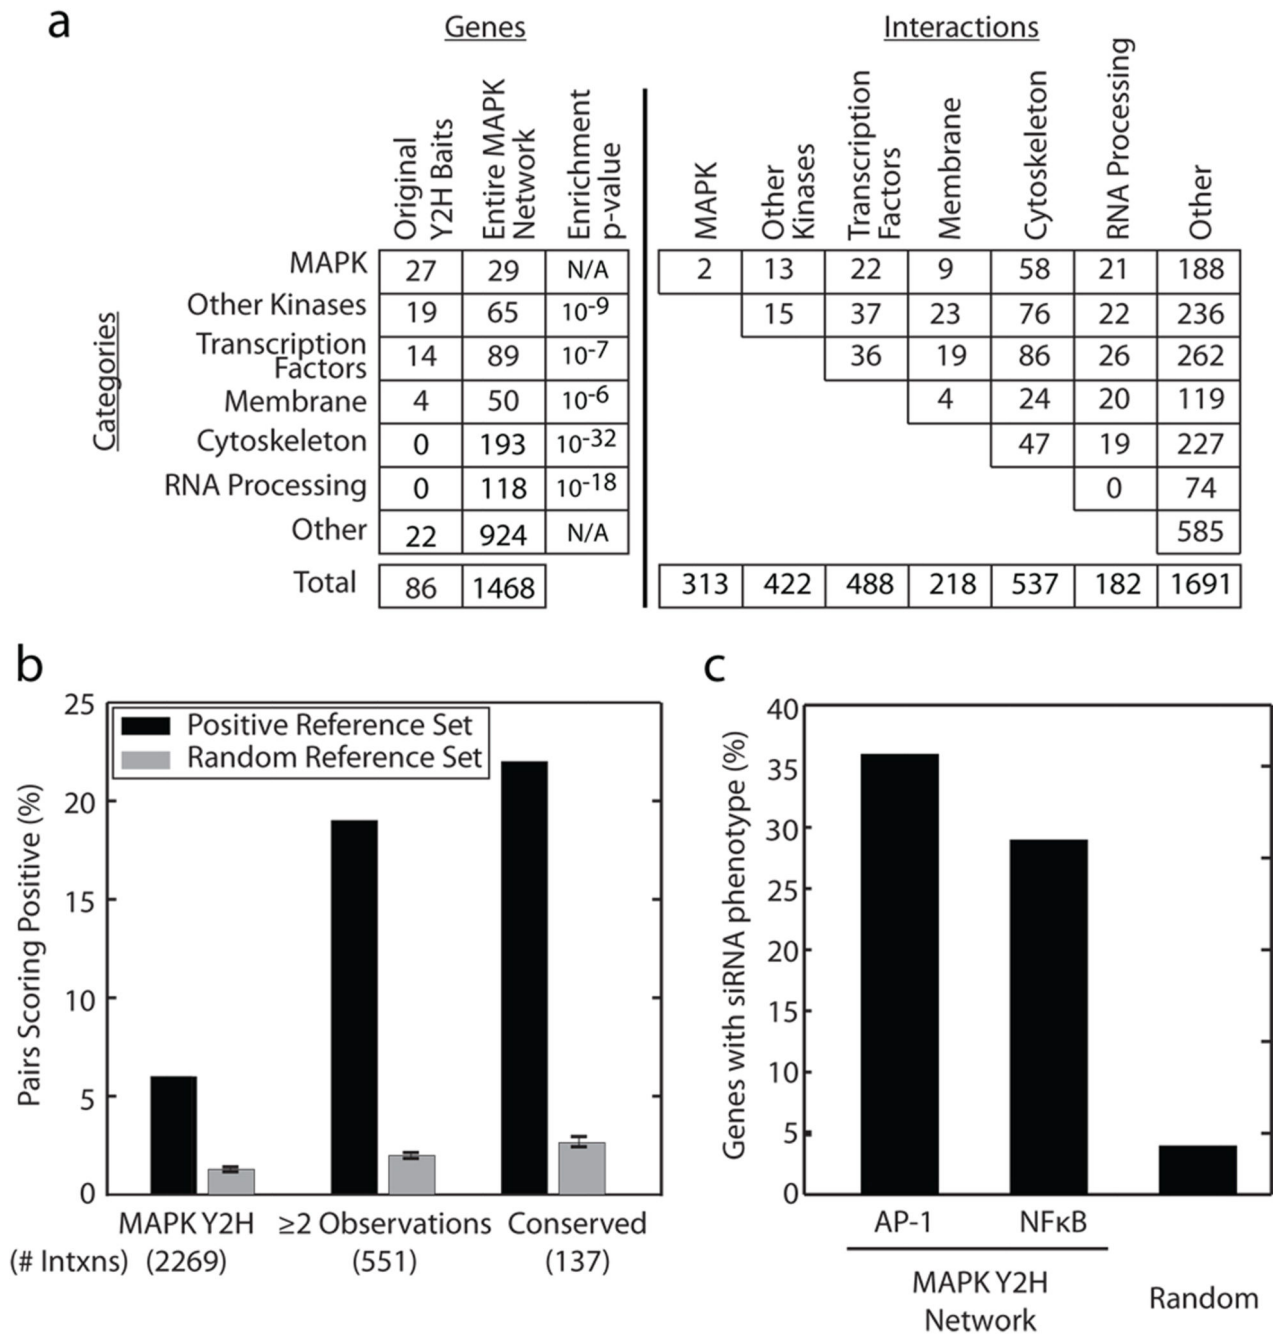 a
Genes
Interactions
Original
Y2H Baits
Entire MAPK
Network
Enrichment
p-value
MAPK
Other
Kinases
Transcription
Factors
Membrane
Cytoskeleton
RNA Processing
Other
Categories
MAPK 27 29 N/A 2 13 22 9 58 21 188
Other Kinases 19 65 10-9 15 37 23 76 22 236
Transcription
Factors 14 89 10-7 36 19 86 26 262
Membrane 4 50 10-6 4 24 20 119
Cytoskeleton 0 193 10-32 47 19 227
RNA Processing 0 118 10-18 0 74
Other 22 924 N/A 585
Total 86 1468 313 422 488 218 537 182 1691
b
Pairs Scoring Positive (%)
25
20
15
10
5
0
Positive Reference Set
Random Reference Set
MAPK Y2H ≥2 Observations Conserved
(# Intxns) (2269) (551) (137)
c
Genes with siRNA phenotype (%)
40
35
30
25
20
15
10
5
0
AP-1 NFκB
MAPK Y2H
Network
Random